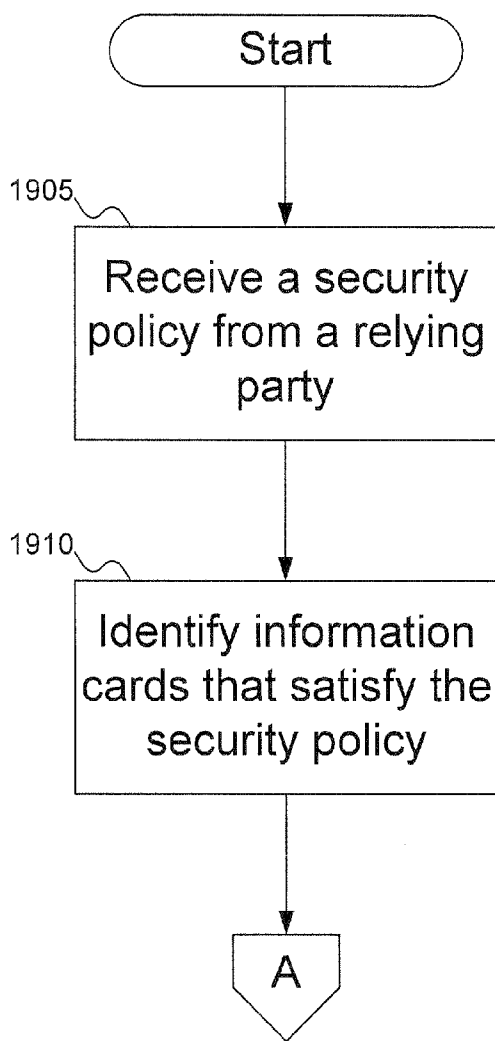 Start
1905
Receive a security
policy from a relying
party
1910
Identify information
cards that satisfy the
security policy
A